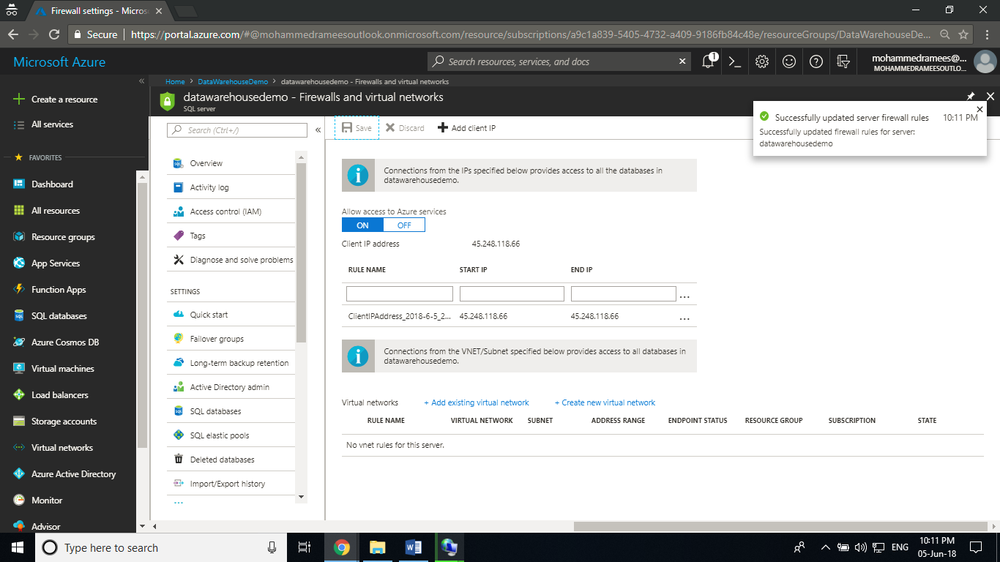 Firewall settings - Micros
Secure | https://portal.azure.com/#@mohammedrameesoutlook.onmicrosoft.com/resource/subscriptions/a9c1a839-5405-4732-a409-9186fb84c48e/resourceGroups/DataWarehouseDe...
Microsoft Azure
Search resources, services, and docs
1
mohammedramees@...
MOHAMMEDRAMEESOUTLO...
Home > DataWarehouseDemo > datawarehousedemo - Firewalls and virtual networks
datawarehousedemo - Firewalls and virtual networks
SQL server
Successfully updated server firewall rules 10:11 PM
Successfully updated firewall rules for server:
datawarehousedemo
Create a resource
All services
FAVORITES
Dashboard
All resources
Resource groups
App Services
Function Apps
SQL databases
Azure Cosmos DB
Virtual machines
Load balancers
Storage accounts
Virtual networks
Azure Active Directory
Monitor
Advisor
Search (Ctrl+/)
Overview
Activity log
Access control (IAM)
Tags
Diagnose and solve problems
SETTINGS
Quick start
Failover groups
Long-term backup retention
Active Directory admin
SQL databases
SQL elastic pools
Deleted databases
Import/Export history
Save Discard Add client IP
Connections from the IPs specified below provides access to all the databases in
datawarehousedemo.
Allow access to Azure services
ON OFF
Client IP address 45.248.118.66
RULE NAME START IP END IP
...
ClientIPAddress_2018-6-5_2... 45.248.118.66 45.248.118.66 ...
Connections from the VNET/Subnet specified below provides access to all databases in
datawarehousedemo.
Virtual networks + Add existing virtual network + Create new virtual network
RULE NAME VIRTUAL NETWORK SUBNET ADDRESS RANGE ENDPOINT STATUS RESOURCE GROUP SUBSCRIPTION STATE
No vnet rules for this server.
Type here to search
ENG
10:11 PM
05-Jun-18